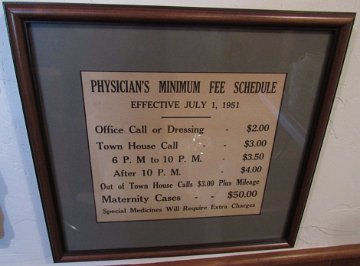 PHYSICIAN'S MINIMUM FEE SCHEDULE
EFFECTIVE JULY 1, 1951
Office Call or Dressing - $2.00
Town House Call - $3.00
6 P. M to 10 P. M. - $3.50
After 10 P. M. - $4.00
Out of Town House Calls $3.00 Plus Mileage
Maternity Cases - - $50.00
Special Medicines Will Require Extra Charges